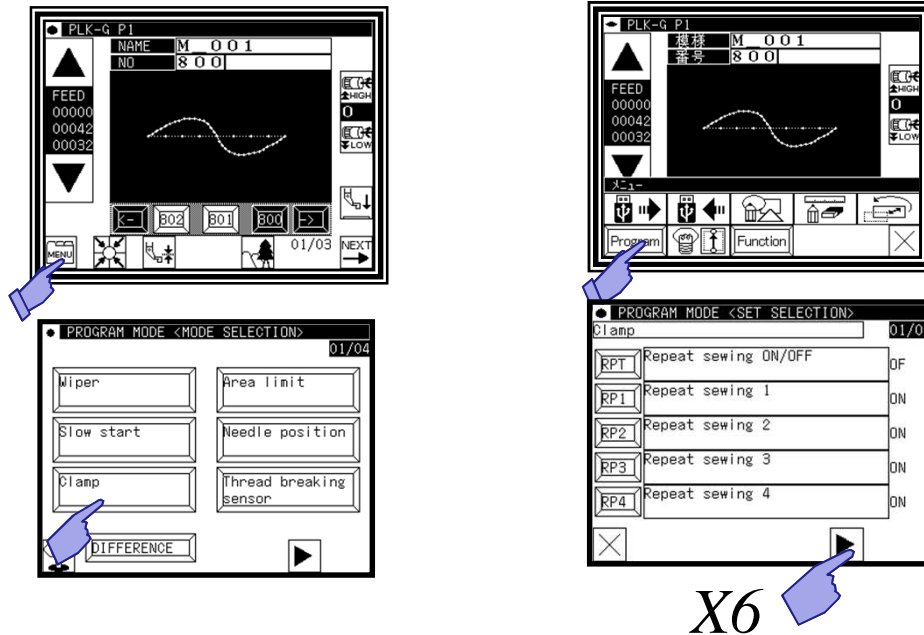 PLK-G P1
NAME M_001
NO 800
FEED
00000
00042
00032
HIGH
0
LOW
<- 802 801 800 ->
01/03
MENU
NEXT
PLK-G P1
模様 M_001
番号 800
FEED
00000
00042
00032
HIGH
0
LOW
メニュー
Program
Function
PROGRAM MODE <MODE SELECTION>
01/04
Wiper
Area limit
Slow start
Needle position
Clamp
Thread breaking
sensor
DIFFERENCE
PROGRAM MODE <SET SELECTION>
Clamp 01/0
RPT Repeat sewing ON/OFF OF
RP1 Repeat sewing 1 ON
RP2 Repeat sewing 2 ON
RP3 Repeat sewing 3 ON
RP4 Repeat sewing 4 ON
X6